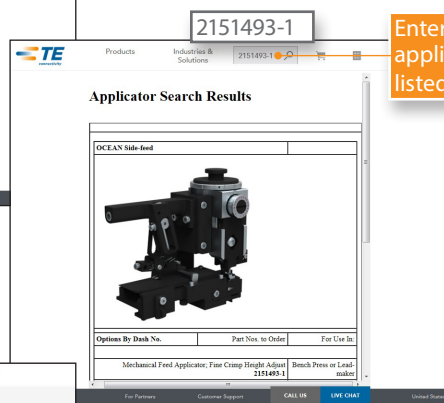 2151493-1
Enter
appli
listed
TE
connectivity
Products
Industries &
Solutions
2151493-1
Applicator Search Results
OCEAN Side-feed
Options By Dash No.
Part Nos. to Order
For Use In:
Mechanical Feed Applicator; Fine Crimp Height Adjust
2151493-1
Bench Press or Lead-
maker
For Partners
Customer Support
CALL US
LIVE CHAT
United State